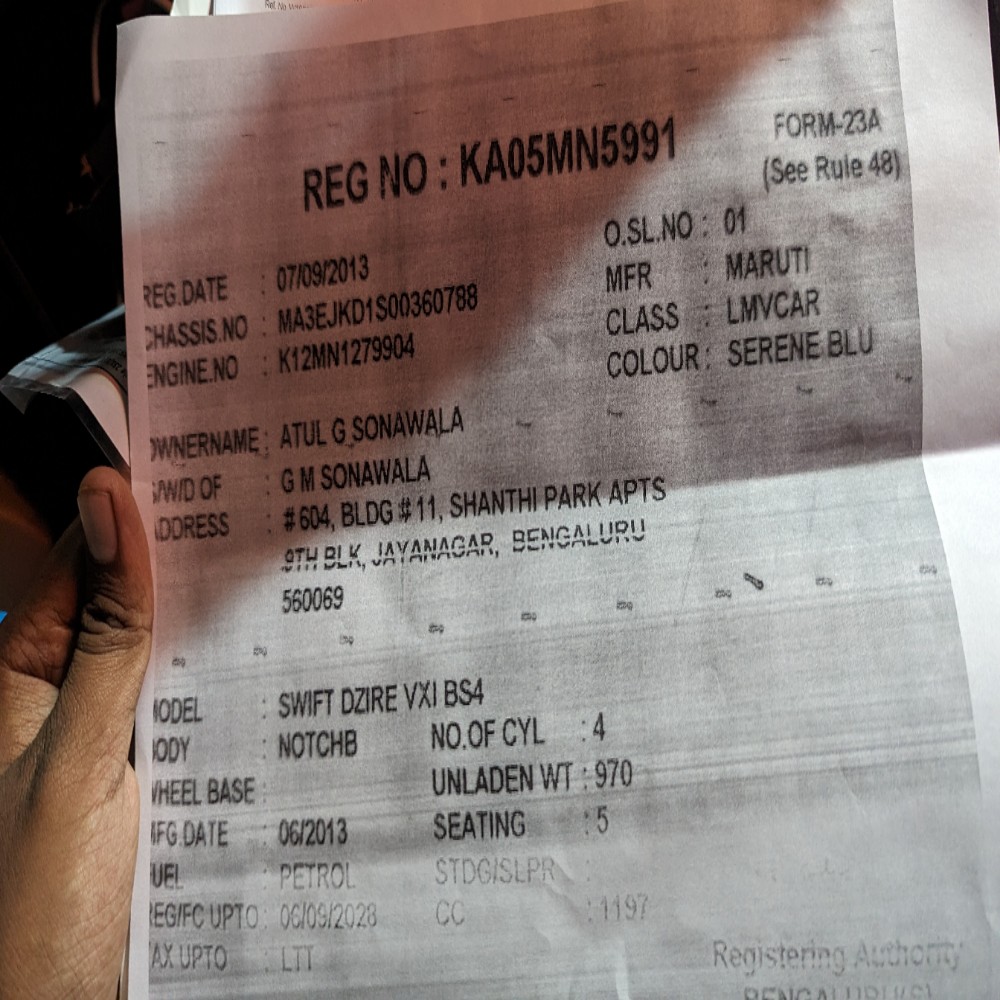 REG NO : KA05MN5991
FORM-23A
(See Rule 48)
REG.DATE : 07/09/2013
O.SL.NO : 01
CHASSIS.NO : MA3EJKD1S00360788
MFR : MARUTI
ENGINE.NO : K12MN1279904
CLASS : LMVCAR
COLOUR : SERENE BLU
OWNERNAME : ATUL G SONAWALA
S/W/D OF : G M SONAWALA
ADDRESS : # 604, BLDG # 11, SHANTHI PARK APTS
9TH BLK, JAYANAGAR, BENGALURU
560069
MODEL : SWIFT DZIRE VXI BS4
BODY : NOTCHB NO.OF CYL : 4
WHEEL BASE : UNLADEN WT : 970
MFG.DATE : 06/2013 SEATING : 5
FUEL : PETROL STDG/SLPR :
REG/FC UPTO : 06/09/2028 CC : 1197
TAX UPTO : LTT
Registering Authority
BENGALURU(S)